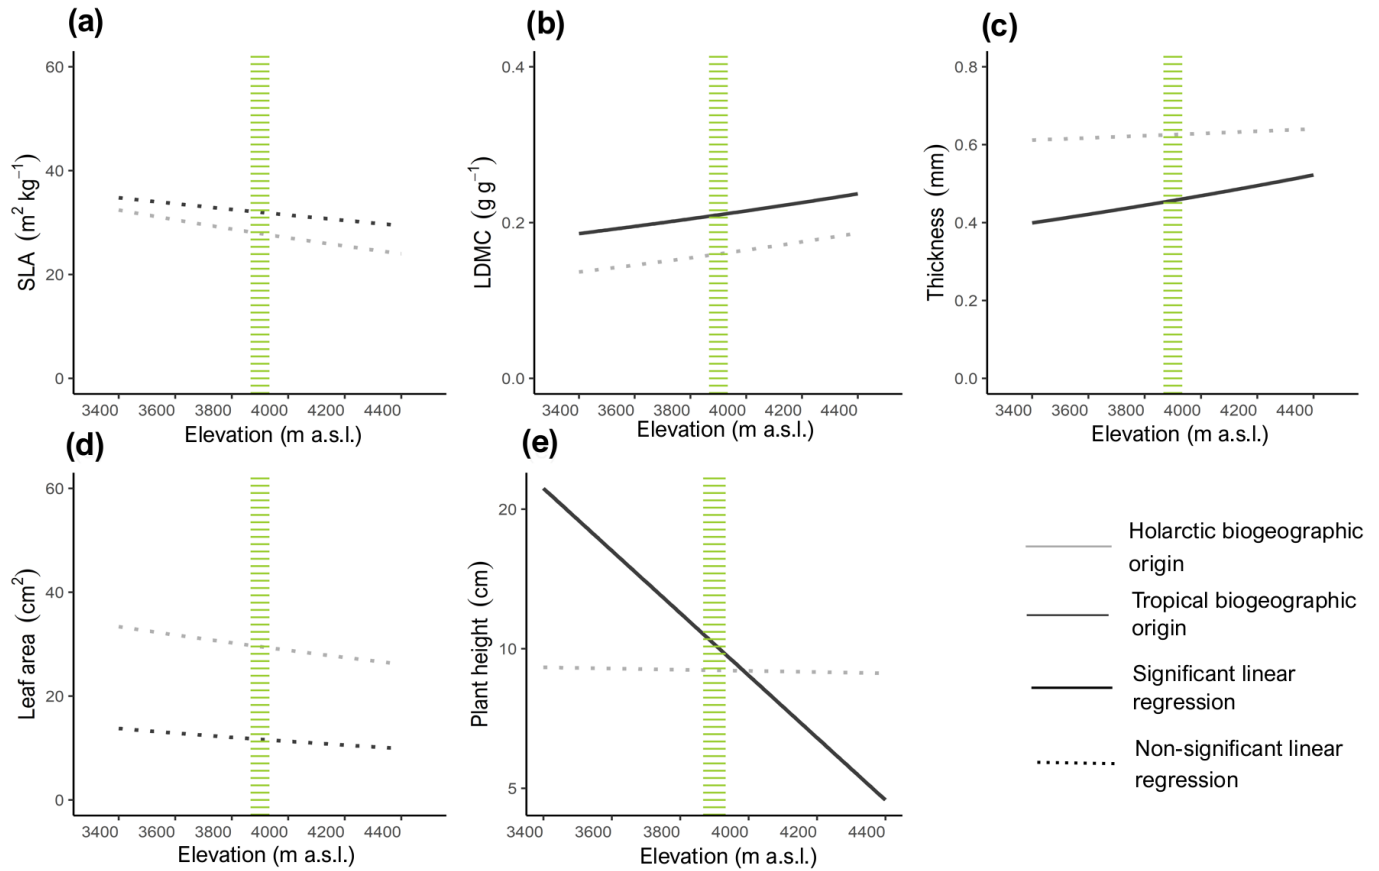 (a)
60
40
20
0
SLA (m² kg⁻¹)
3400 3600 3800 4000 4200 4400
Elevation (m a.s.l.)
(b)
0.4
0.2
0.0
LDMC (g g⁻¹)
3400 3600 3800 4000 4200 4400
Elevation (m a.s.l.)
(c)
0.8
0.6
0.4
0.2
0.0
Thickness (mm)
3400 3600 3800 4000 4200 4400
Elevation (m a.s.l.)
(d)
60
40
20
0
Leaf area (cm²)
3400 3600 3800 4000 4200 4400
Elevation (m a.s.l.)
(e)
20
10
5
Plant height (cm)
3400 3600 3800 4000 4200 4400
Elevation (m a.s.l.)
Holarctic biogeographic
origin
Tropical biogeographic
origin
Significant linear
regression
Non-significant linear
regression